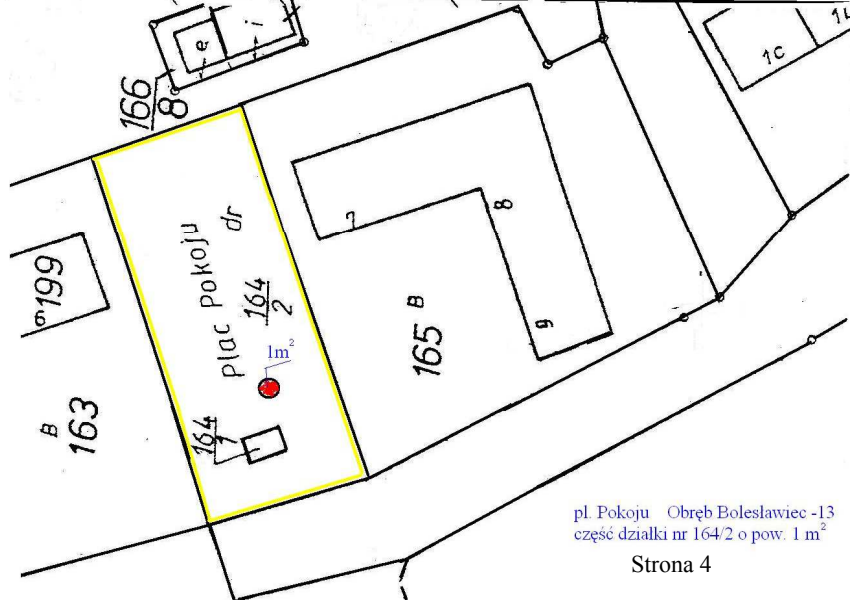 166
8
e
i
1c
plac Pokoju
dr
164
2
1m²
164
1
6
199
B
163
7
8
9
165 B
pl. Pokoju Obręb Bolesławiec -13
część działki nr 164/2 o pow. 1 m²
Strona 4